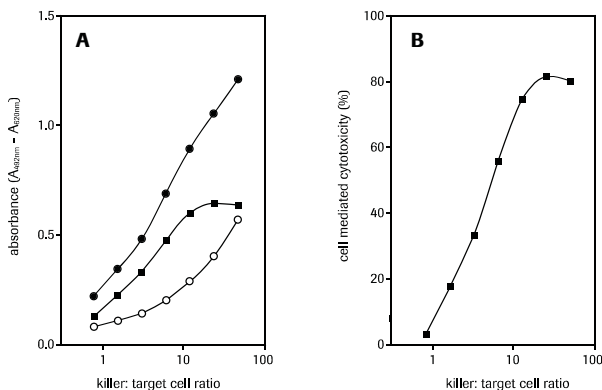 A
1.5
1.0
0.5
0.0
absorbance (A₄₉₂nm – A₆₂₀nm)
1
10
100
killer: target cell ratio
B
100
80
60
40
20
0
cell mediated cytotoxicity (%)
1
10
100
killer: target cell ratio